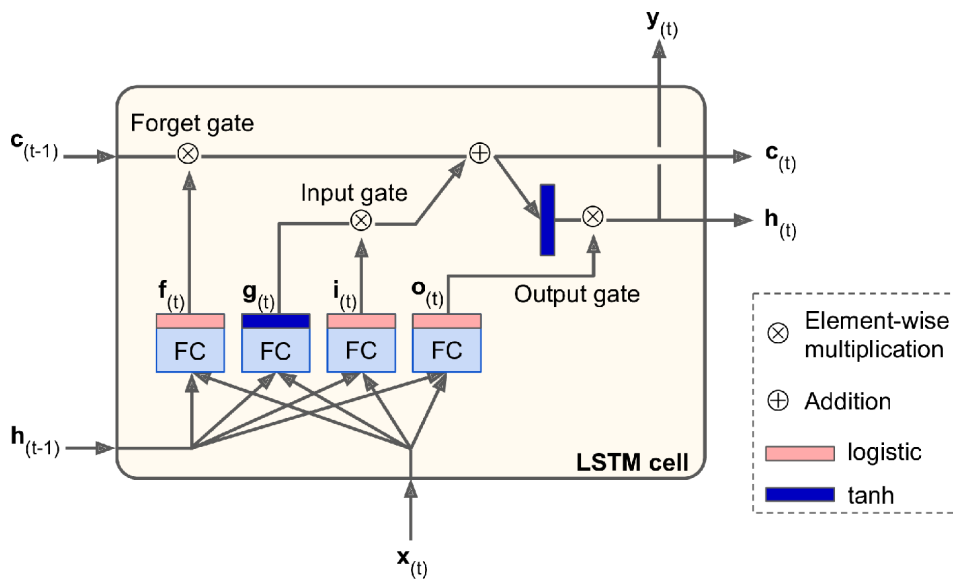 y(t)
Forget gate
c(t-1)
c(t)
Input gate
h(t)
f(t)
g(t)
i(t)
o(t)
Output gate
FC
FC
FC
FC
Element-wise
multiplication
Addition
h(t-1)
LSTM cell
logistic
tanh
x(t)